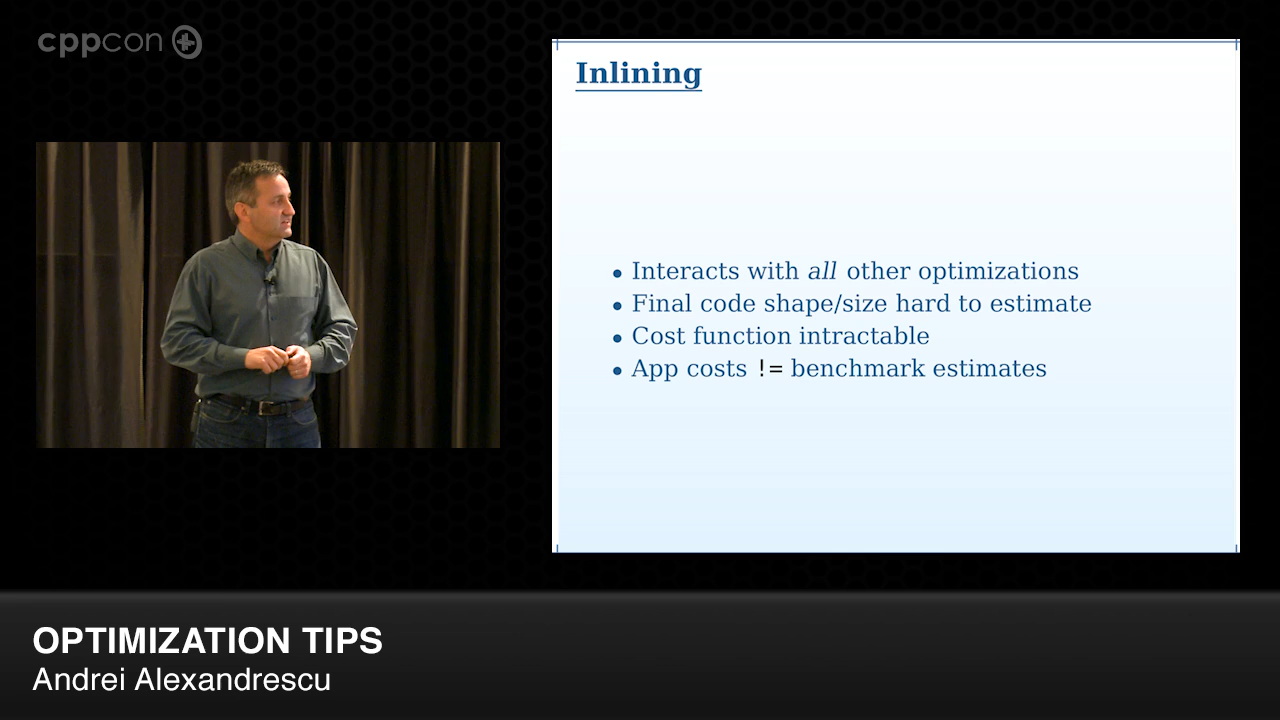 cppcon
Inlining
• Interacts with all other optimizations
• Final code shape/size hard to estimate
• Cost function intractable
• App costs != benchmark estimates
OPTIMIZATION TIPS
Andrei Alexandrescu